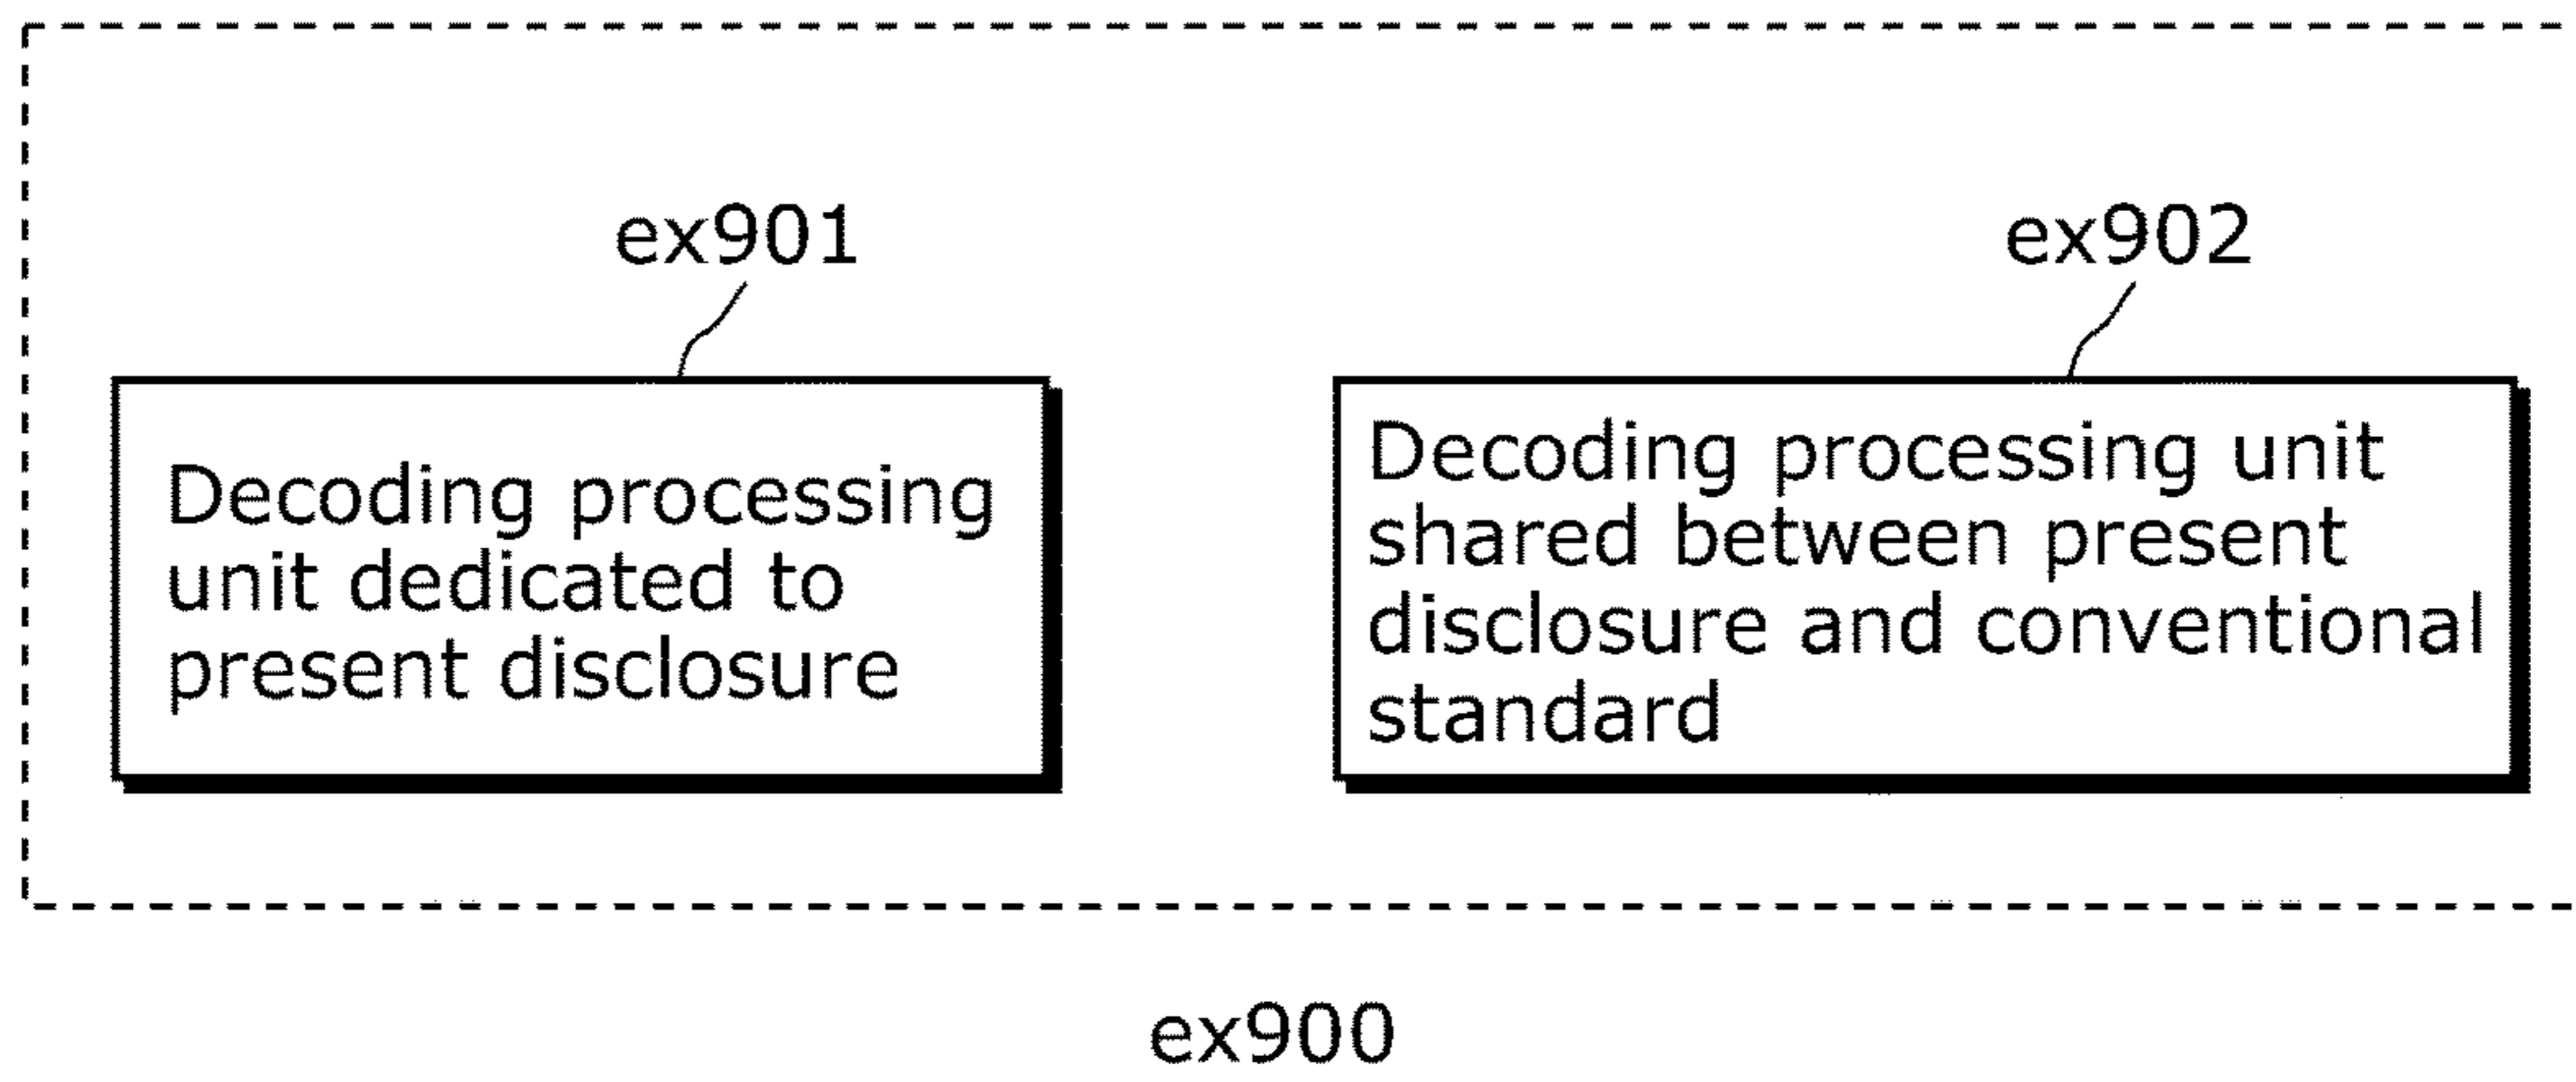 ex901
ex902
Decoding processing
unit dedicated to
present disclosure
Decoding processing unit
shared between present
disclosure and conventional
standard
ex900